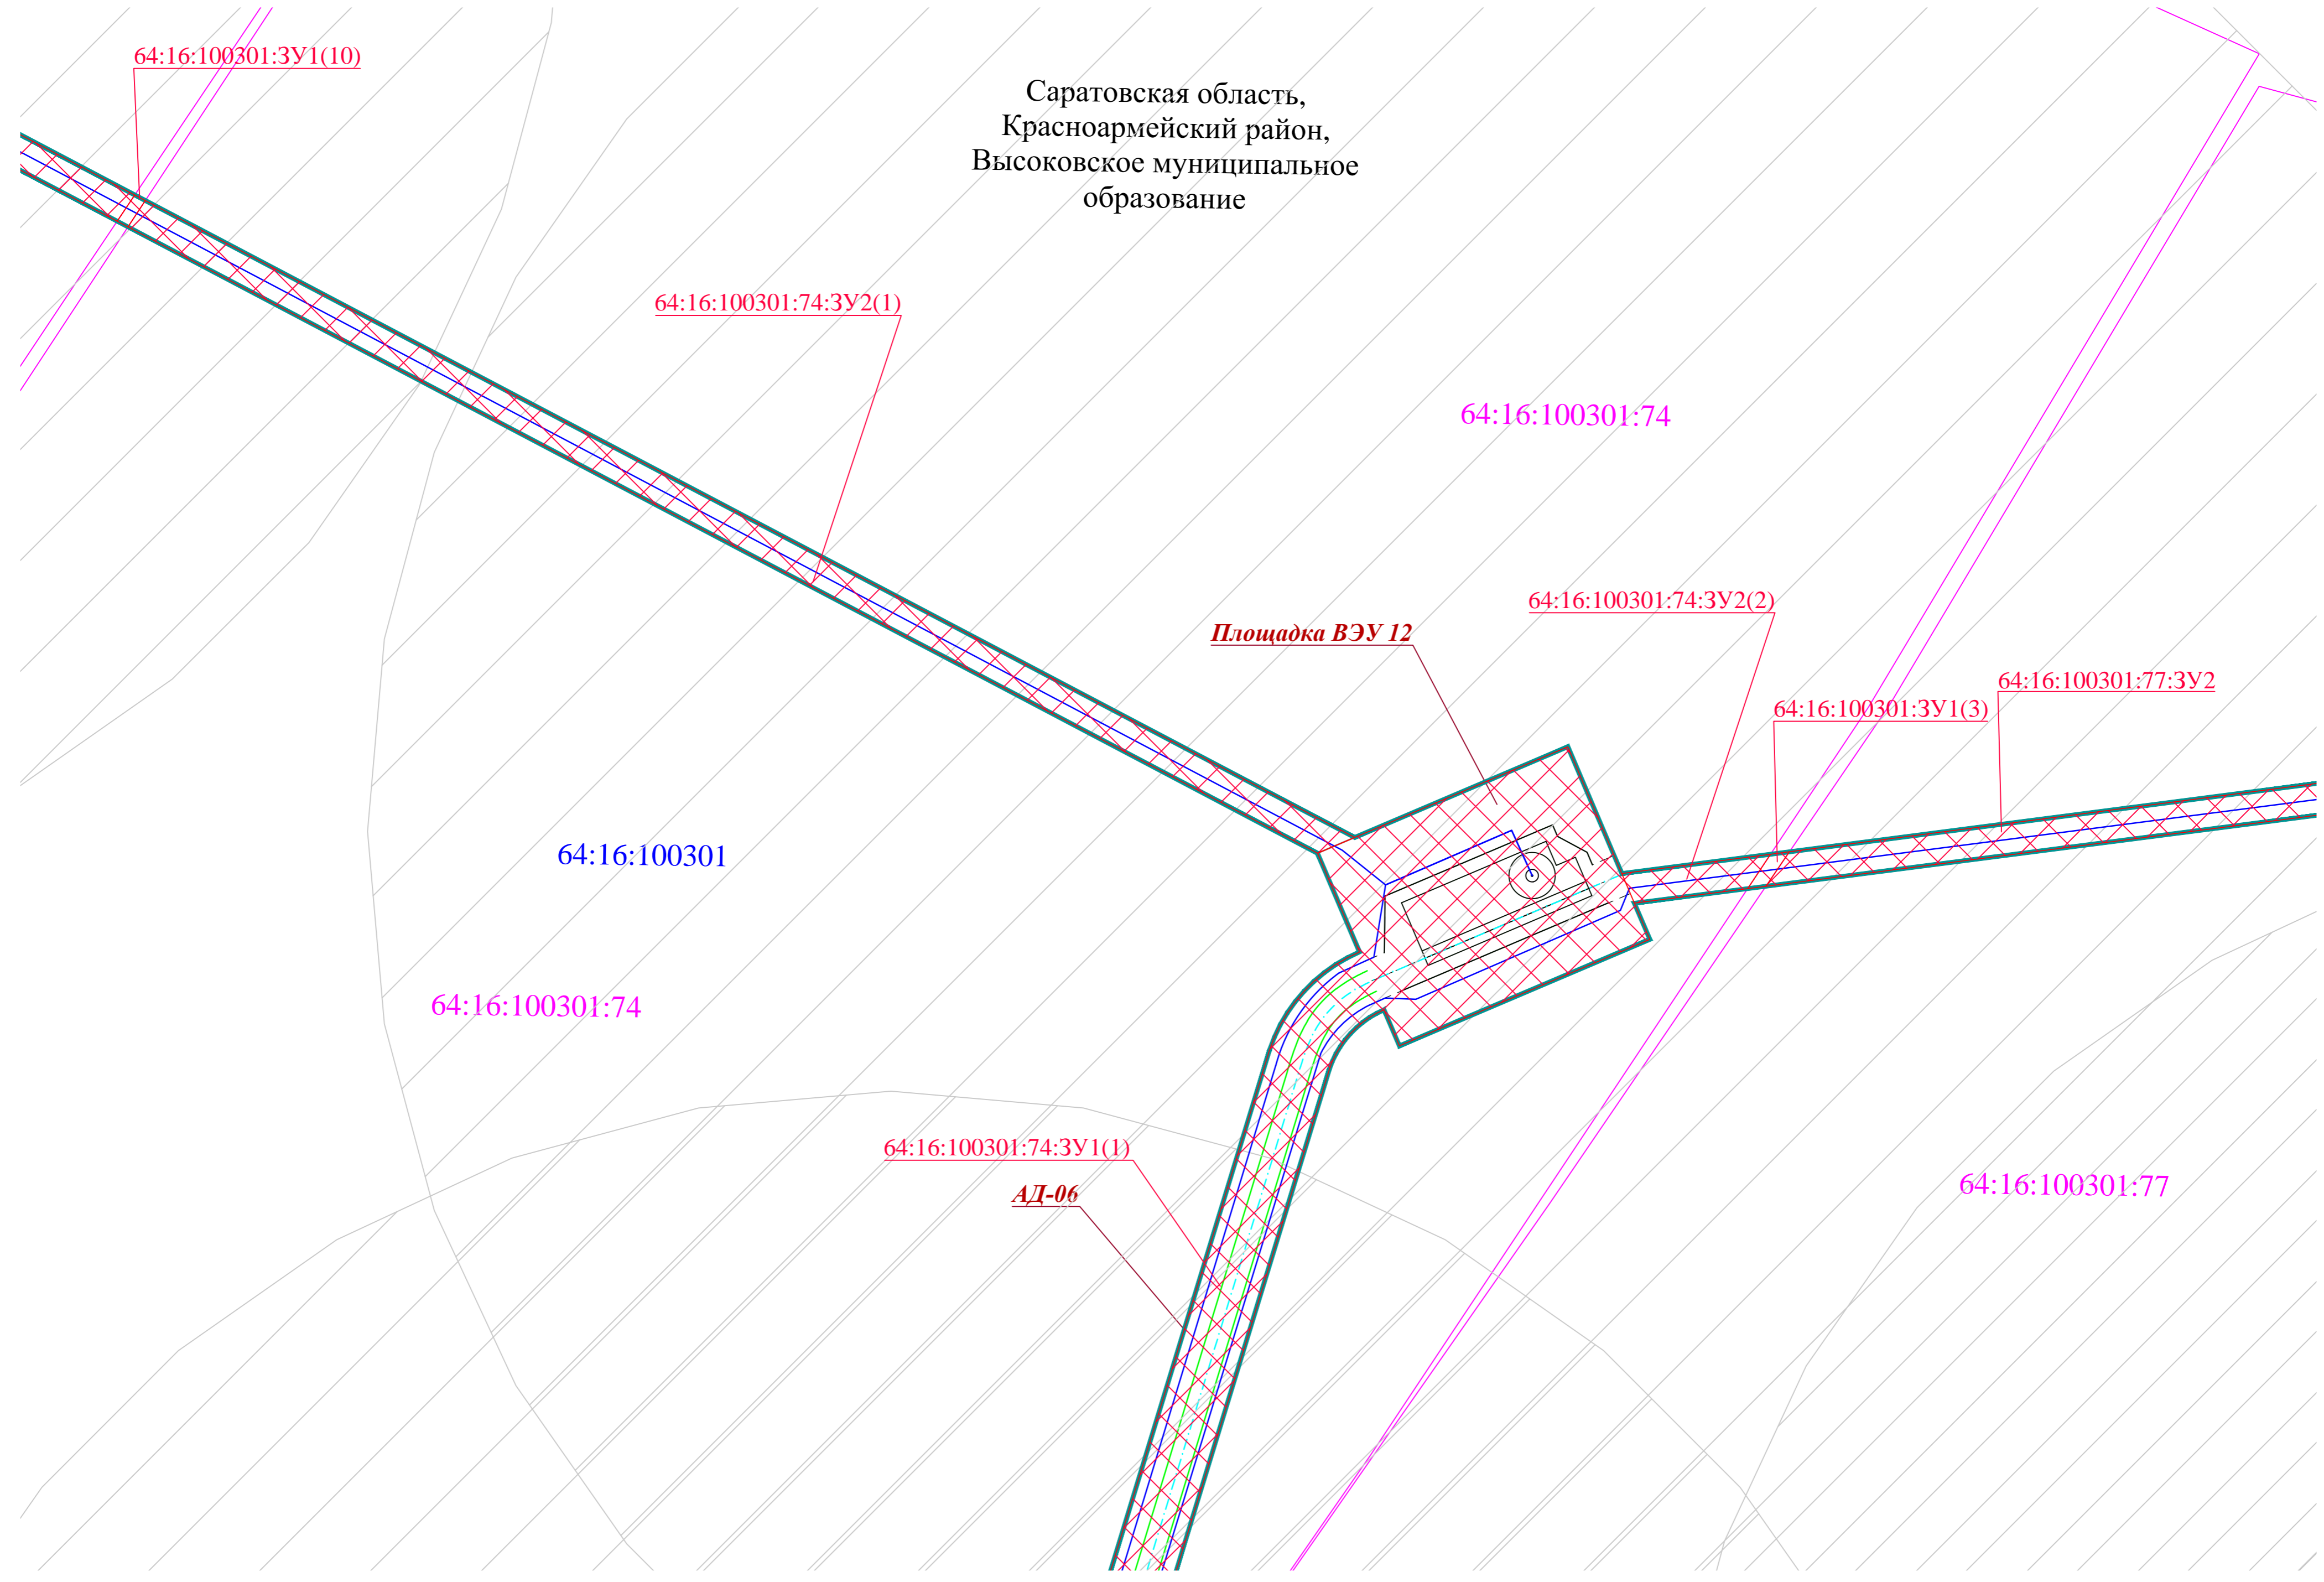 64:16:100301:ЗУ1(10)
Саратовская область,
Красноармейский район,
Высоковское муниципальное
образование
64:16:100301:74:ЗУ2(1)
64:16:100301:74
64:16:100301:74:ЗУ2(2)
Площадка ВЭУ 12
64:16:100301:77:ЗУ2
64:16:100301:ЗУ1(3)
64:16:100301
64:16:100301:74
64:16:100301:74:ЗУ1(1)
АД-06
64:16:100301:77